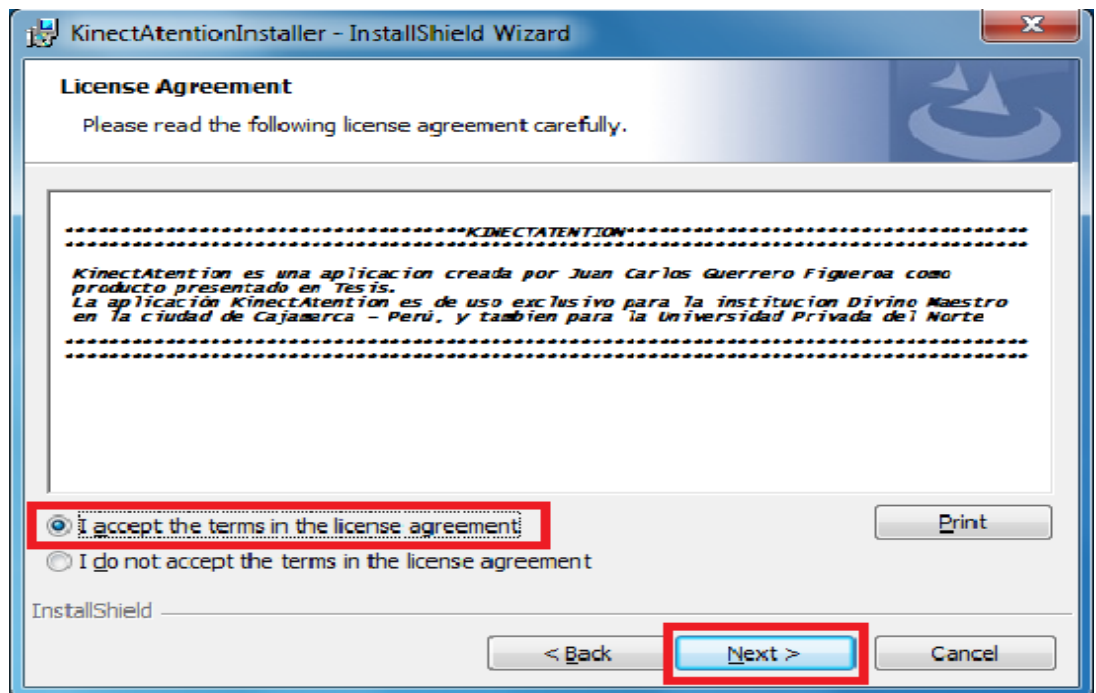 KinectAtentionInstaller - InstallShield Wizard
License Agreement
Please read the following license agreement carefully.
***********************************KINECTATENTION***********************************
************************************************************************************
KinectAtention es una aplicacion creada por Juan Carlos Guerrero Figueroa como
producto presentado en Tesis.
La aplicación KinectAtention es de uso exclusivo para la institucion Divino Maestro
en la ciudad de Cajamarca - Perú, y tambien para la Universidad Privada del Norte
************************************************************************************
************************************************************************************
I accept the terms in the license agreement
Print
I do not accept the terms in the license agreement
InstallShield
< Back Next > Cancel